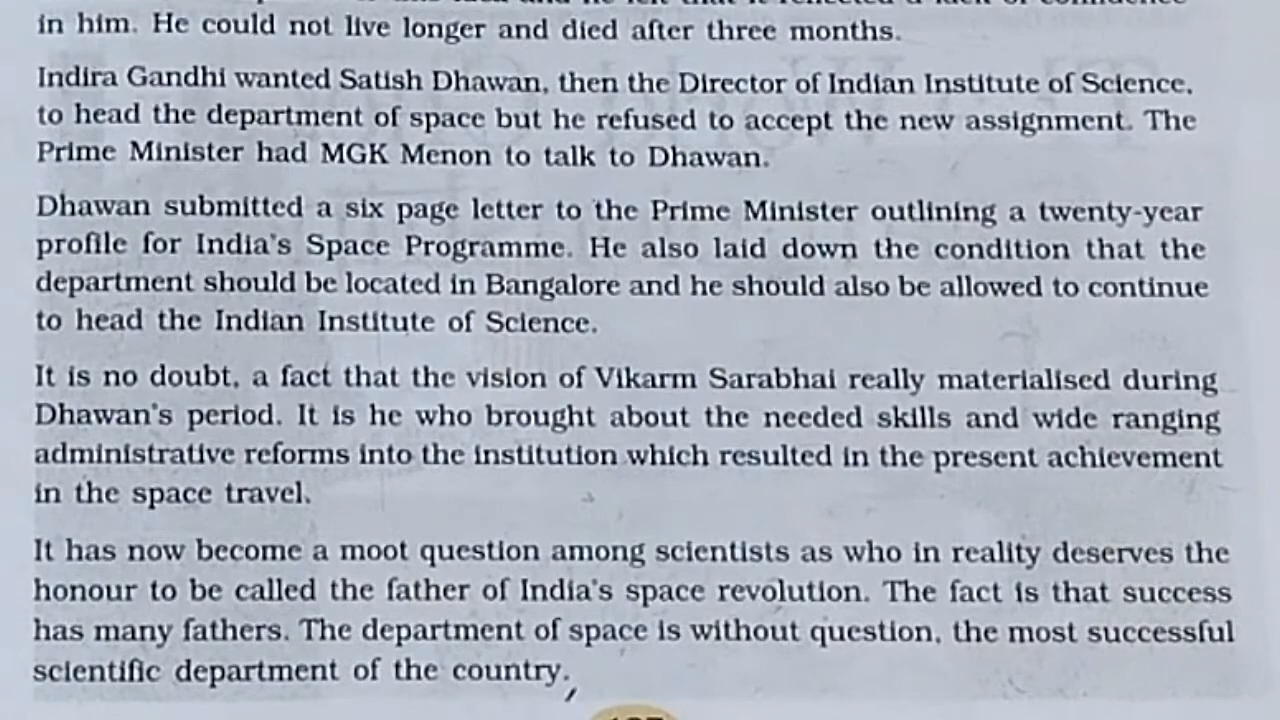 in him. He could not live longer and died after three months.
Indira Gandhi wanted Satish Dhawan, then the Director of Indian Institute of Science,
to head the department of space but he refused to accept the new assignment. The
Prime Minister had MGK Menon to talk to Dhawan.
Dhawan submitted a six page letter to the Prime Minister outlining a twenty-year
profile for India's Space Programme. He also laid down the condition that the
department should be located in Bangalore and he should also be allowed to continue
to head the Indian Institute of Science.
It is no doubt, a fact that the vision of Vikarm Sarabhai really materialised during
Dhawan's period. It is he who brought about the needed skills and wide ranging
administrative reforms into the institution which resulted in the present achievement
in the space travel.
It has now become a moot question among scientists as who in reality deserves the
honour to be called the father of India's space revolution. The fact is that success
has many fathers. The department of space is without question, the most successful
scientific department of the country.